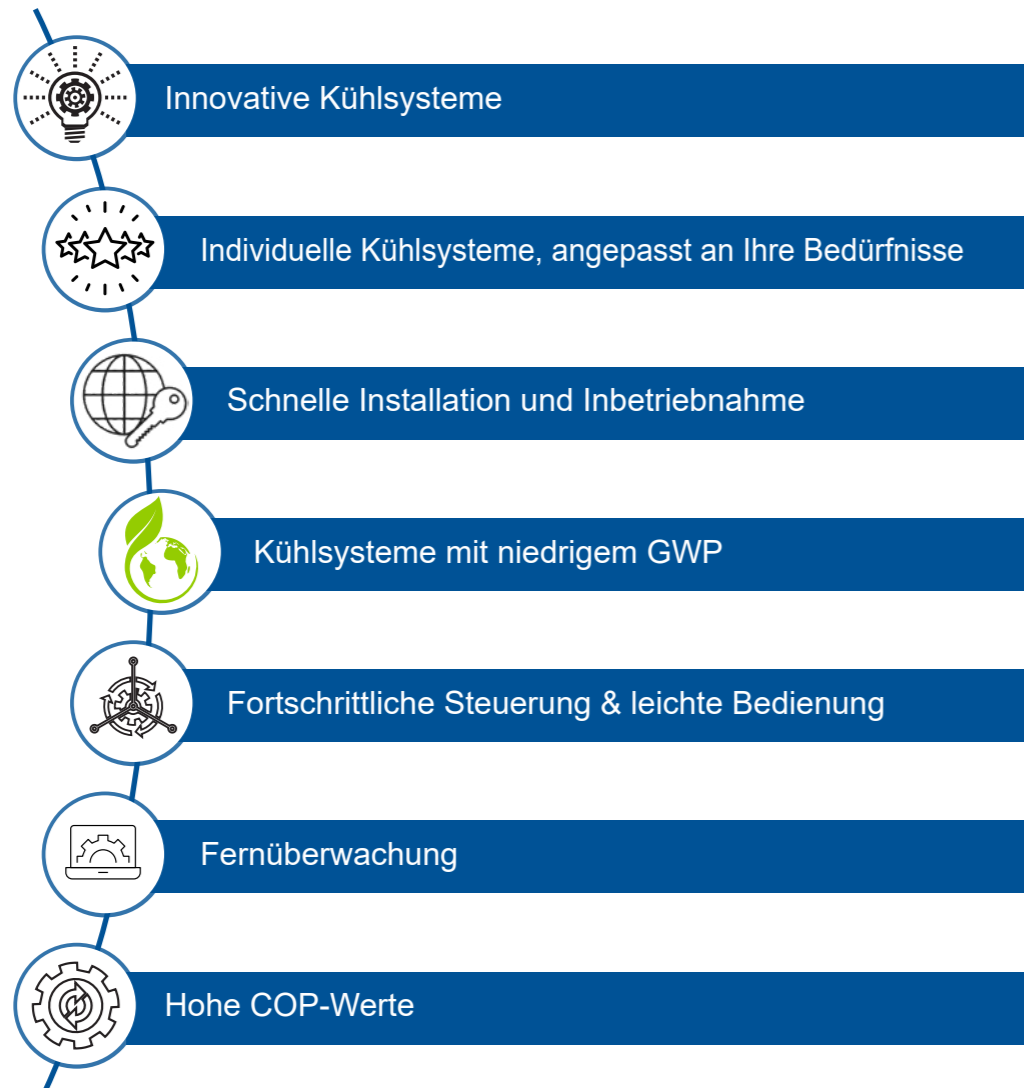 Innovative Kühlsysteme
Individuelle Kühlsysteme, angepasst an Ihre Bedürfnisse
Schnelle Installation und Inbetriebnahme
Kühlsysteme mit niedrigem GWP
Fortschrittliche Steuerung & leichte Bedienung
Fernüberwachung
Hohe COP-Werte